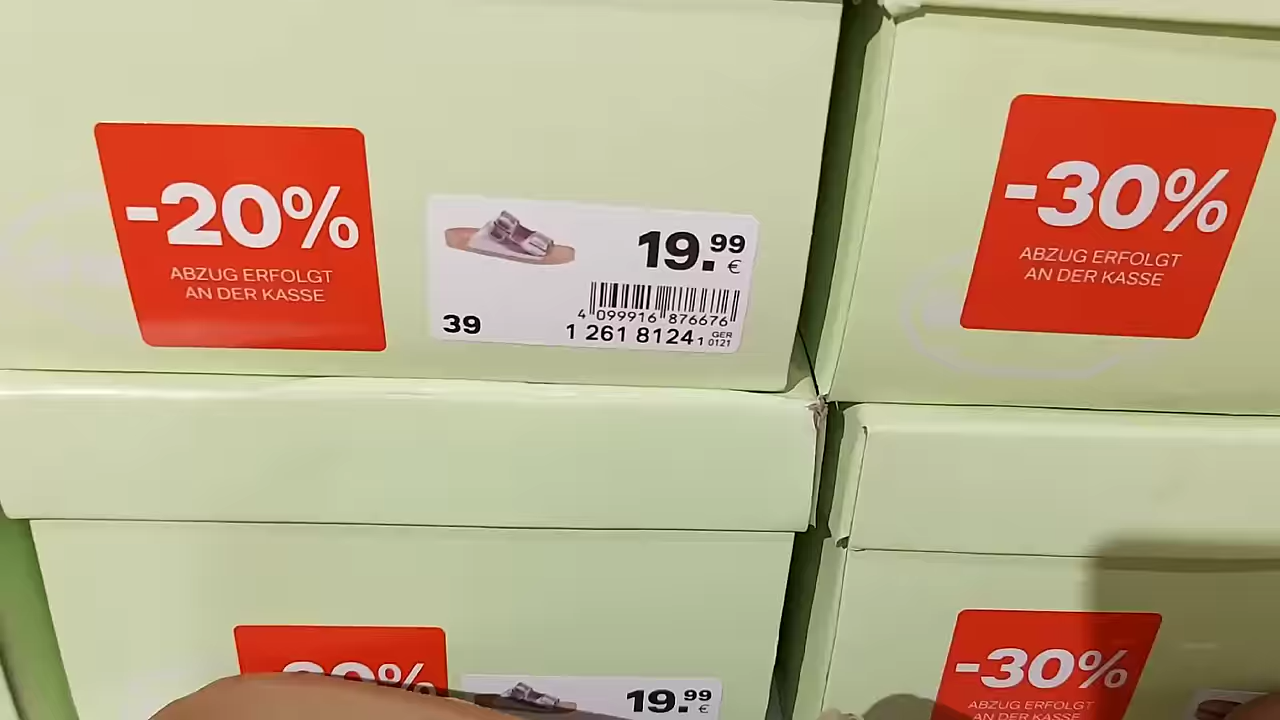 -20%
ABZUG ERFOLGT
AN DER KASSE
19.99
€
4 099916 876676
39
1 261 8124 1
GER
0121
-30%
ABZUG ERFOLGT
AN DER KASSE
19.99
€
-30%
ABZUG ERFOLGT
AN DER KASSE